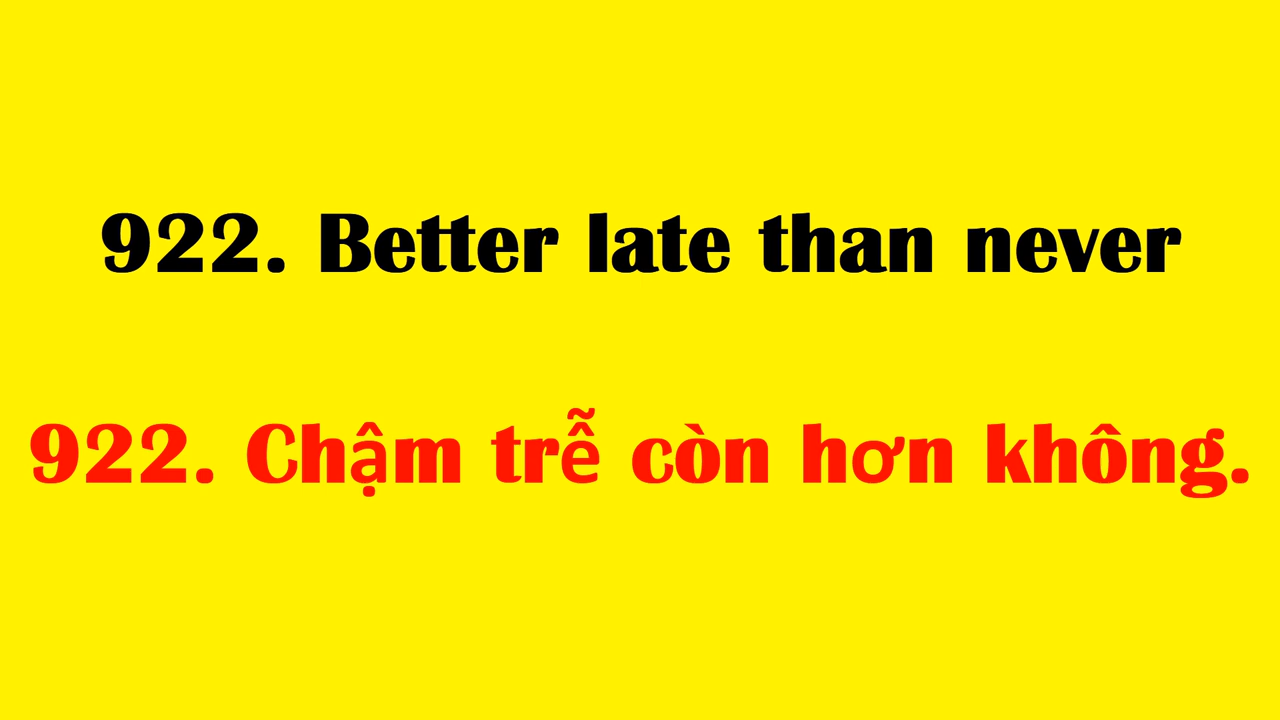 922. Better late than never
922. Chậm trễ còn hơn không.